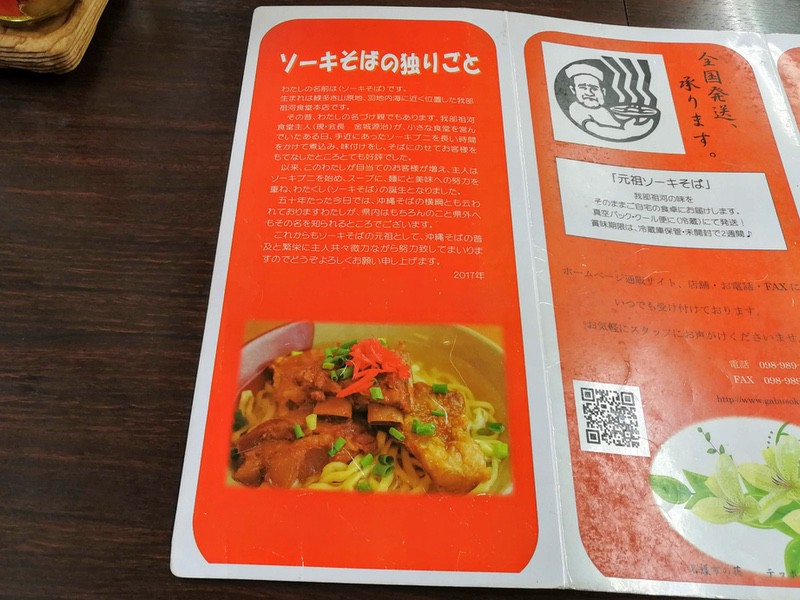 ソーキそばの独りごと
わたしの名前は〈ソーキそば〉です。
生まれは緑多き山原地、羽地内海に近く位置した我部
祖河食堂本店です。
その昔、わたしの名づけ親でもあります、我部祖河
食堂主人(現・会長 金城源治)が、小さな食堂を営ん
でいたある日、手近にあったソーキブニを長い時間
をかけて煮込み、味付けをし、そばにのせてお客様を
もてなしたところとても好評でした。
以来、このわたしが目当てのお客様が増え、主人は
ソーキブニを始め、スープに、麺にと美味への努力を
重ね、わたくし〈ソーキそば〉の誕生となりました。
五十年たった今日では、沖縄そばの横綱とも云わ
れておりますわたしが、県内はもちろんのこと県外へ
もその名を知られるところでございます。
これからもソーキそばの元祖として、沖縄そばの普
及と繁栄に主人共々微力ながら努力致してまいりま
すのでどうぞよろしくお願い申し上げます。
2017年
全国発送、
承ります。
「元祖ソーキそば」
我部祖河の味を
そのままご自宅の食卓にお届けします。
真空パック・クール便に(冷蔵)にて発送!
賞味期限は、冷蔵庫保管・未開封で2週間♪
ホームページ通販サイト、店舗・お電話・FAXに
いつでも受け付けております。
お気軽にスタッフにお声がけくださいませ
電話 098-989-
FAX 098-989
http://www.gabusok